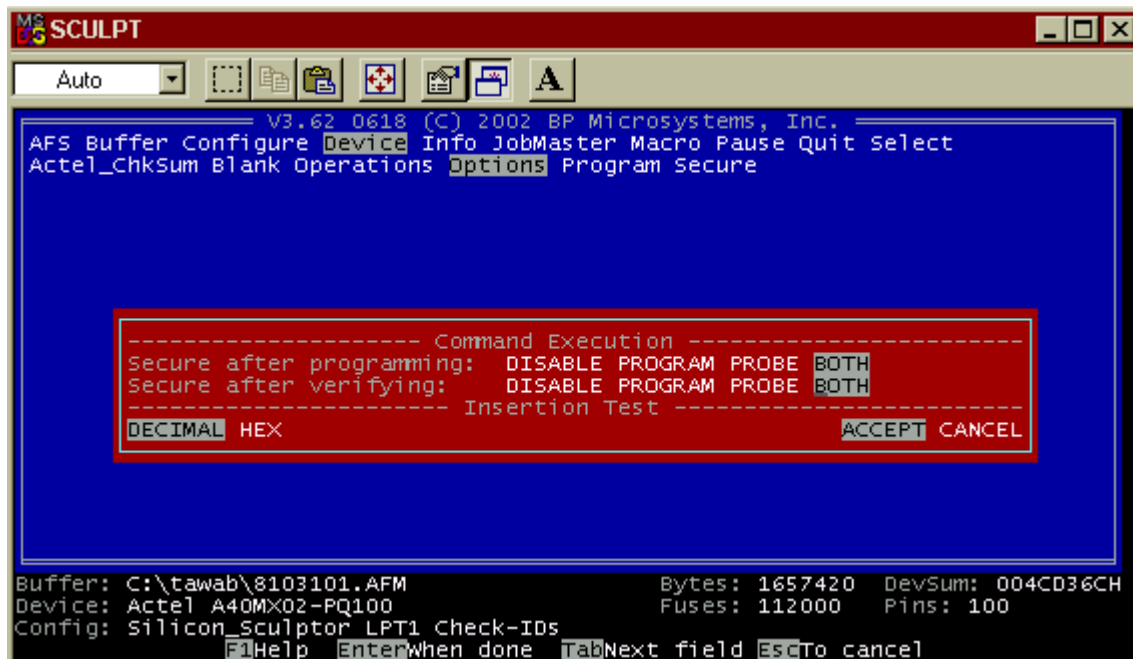 MS DOS SCULPT
Auto A
V3.62 0618 (C) 2002 BP Microsystems, Inc.
AFS Buffer Configure Device Info JobMaster Macro Pause Quit Select
Actel_ChkSum Blank Operations Options Program Secure
---------------------- Command Execution -------------------------
Secure after programming: DISABLE PROGRAM PROBE BOTH
Secure after verifying: DISABLE PROGRAM PROBE BOTH
------------------------ Insertion Test --------------------------
DECIMAL HEX ACCEPT CANCEL
Buffer: C:\tawab\8103101.AFM Bytes: 1657420 DevSum: 004CD36CH
Device: Actel A40MX02-PQ100 Fuses: 112000 Pins: 100
Config: Silicon_Sculptor LPT1 Check-IDs
F1Help EnterWhen done TabNext field EscTo cancel